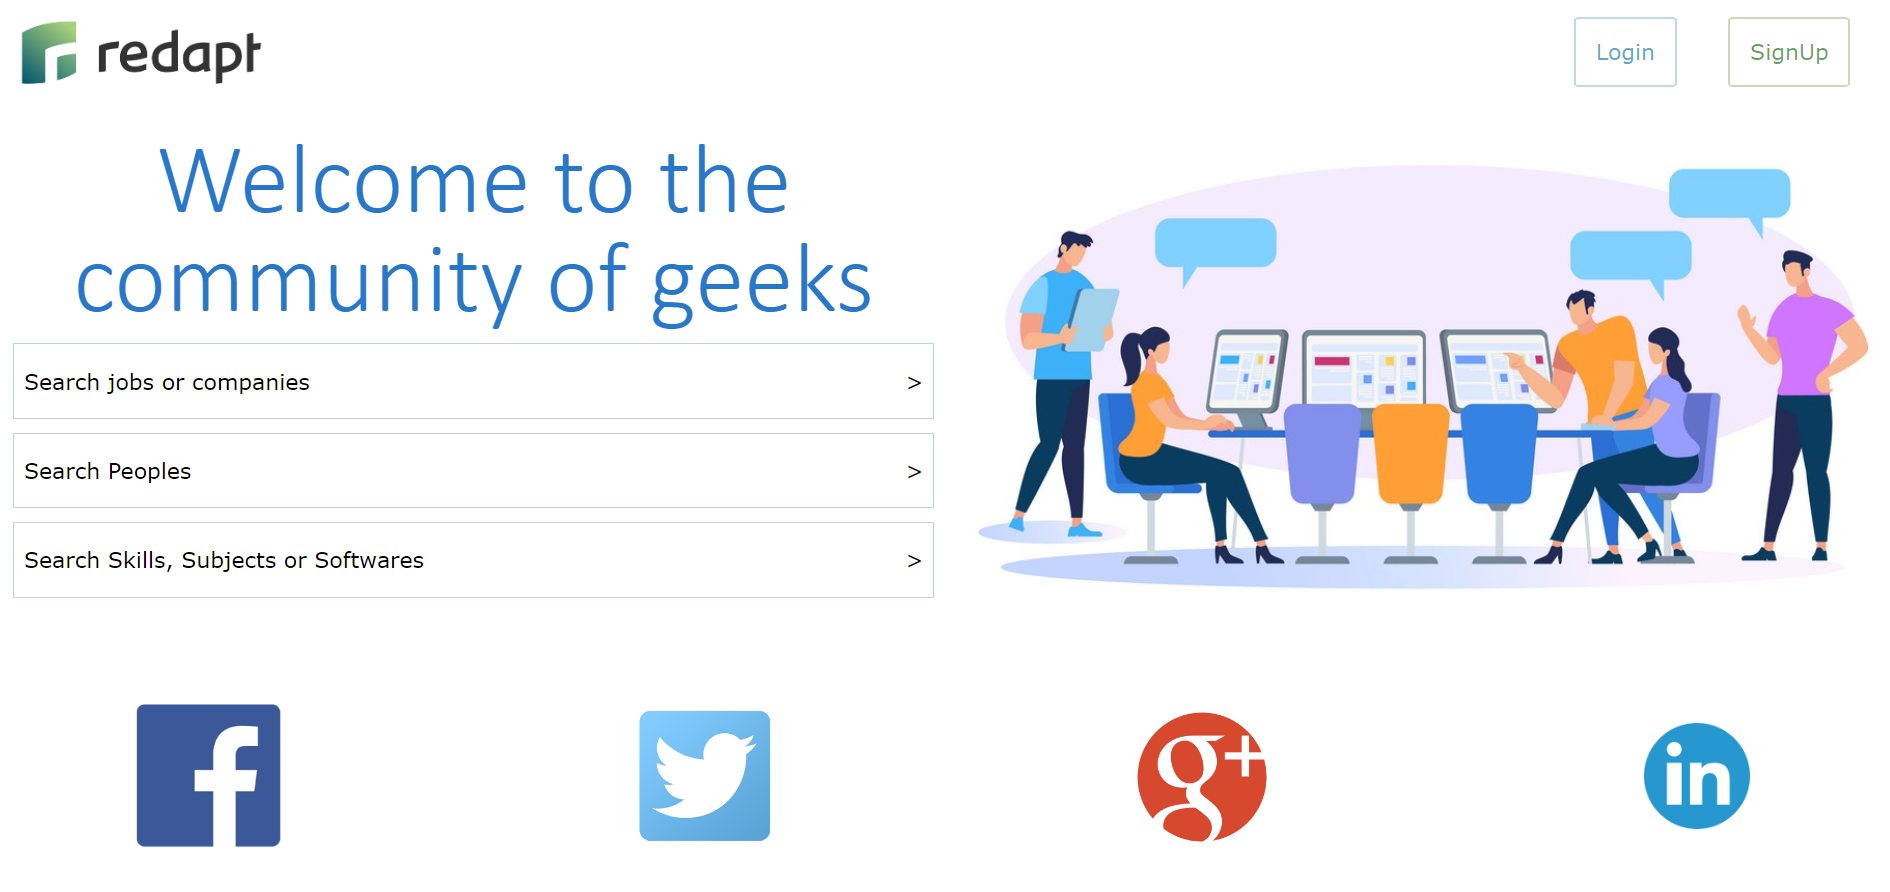 redapt
Login
SignUp
Welcome to the
community of geeks
Search jobs or companies >
Search Peoples >
Search Skills, Subjects or Softwares >
f
g+
in